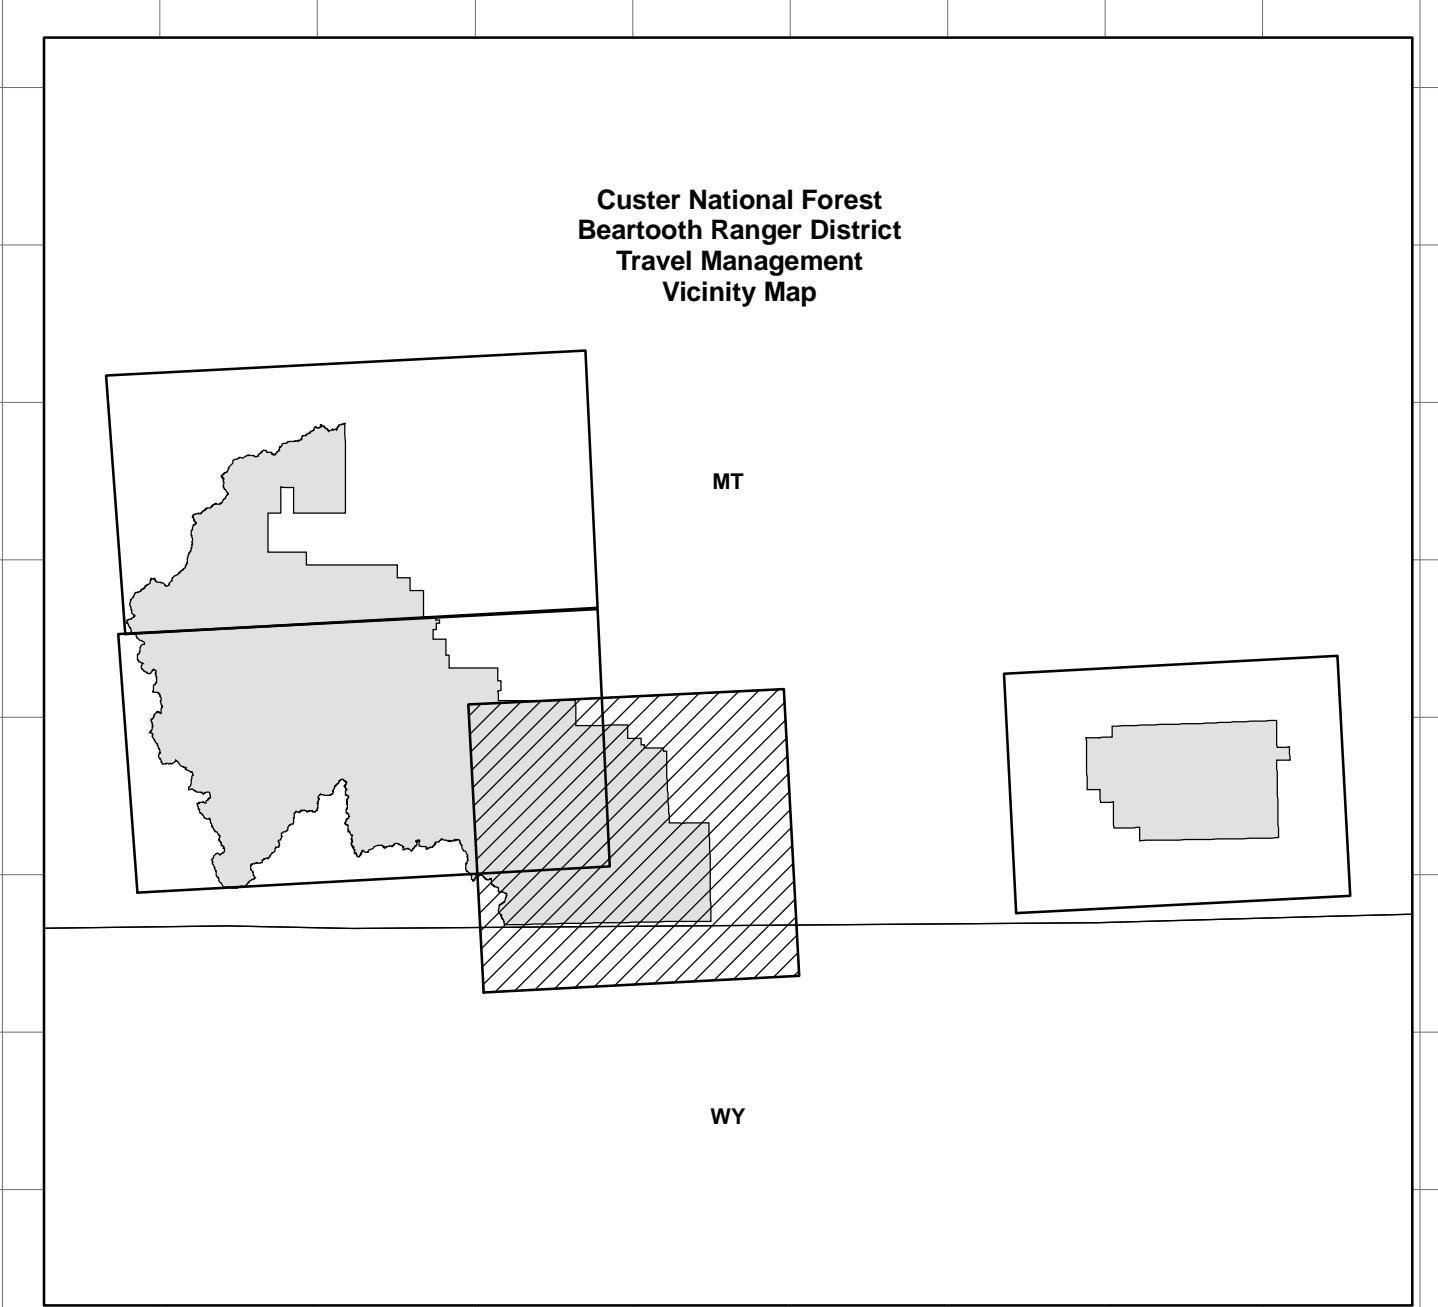 Custer National Forest
Beartooth Ranger District
Travel Management
Vicinity Map
MT
WY